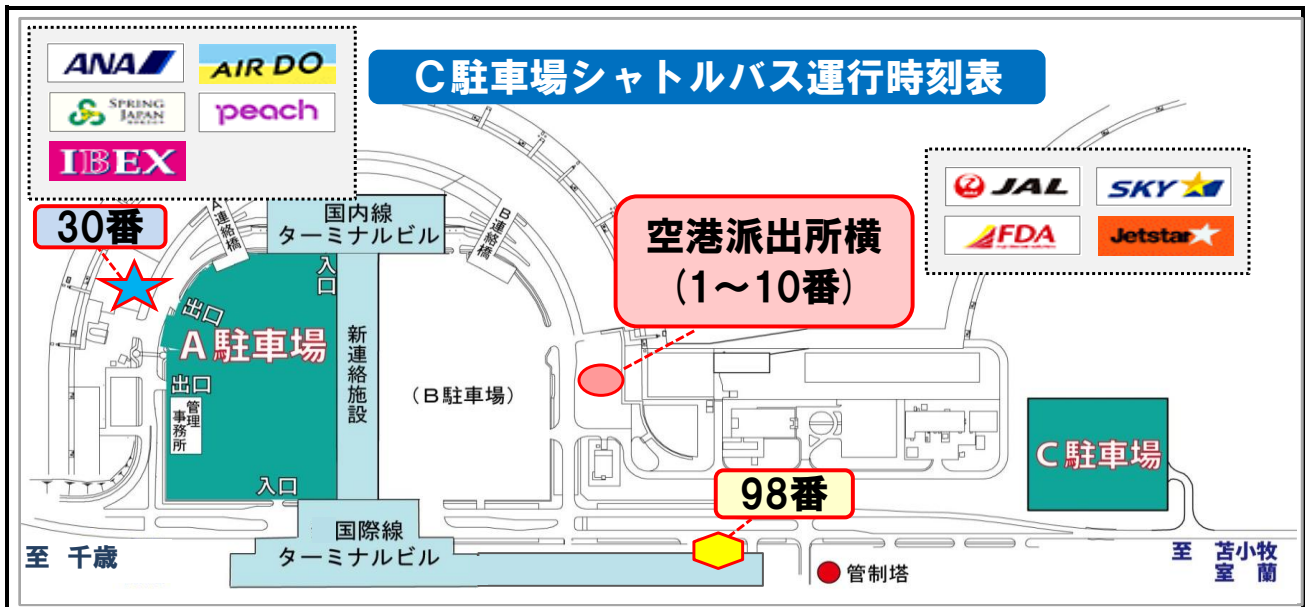 ANA
AIR DO
SPRING
JAPAN
peach
IBEX
C駐車場シャトルバス運行時刻表
JAL
SKY
FDA
Jetstar
30番
A連絡橋
国内線
ターミナルビル
B連絡橋
空港派出所横
(1〜10番)
入口
出口
A駐車場
出口
管理
事務所
新連絡施設
(B駐車場)
C駐車場
入口
98番
国際線
ターミナルビル
至 千歳
管制塔
至 苫小牧
室 蘭